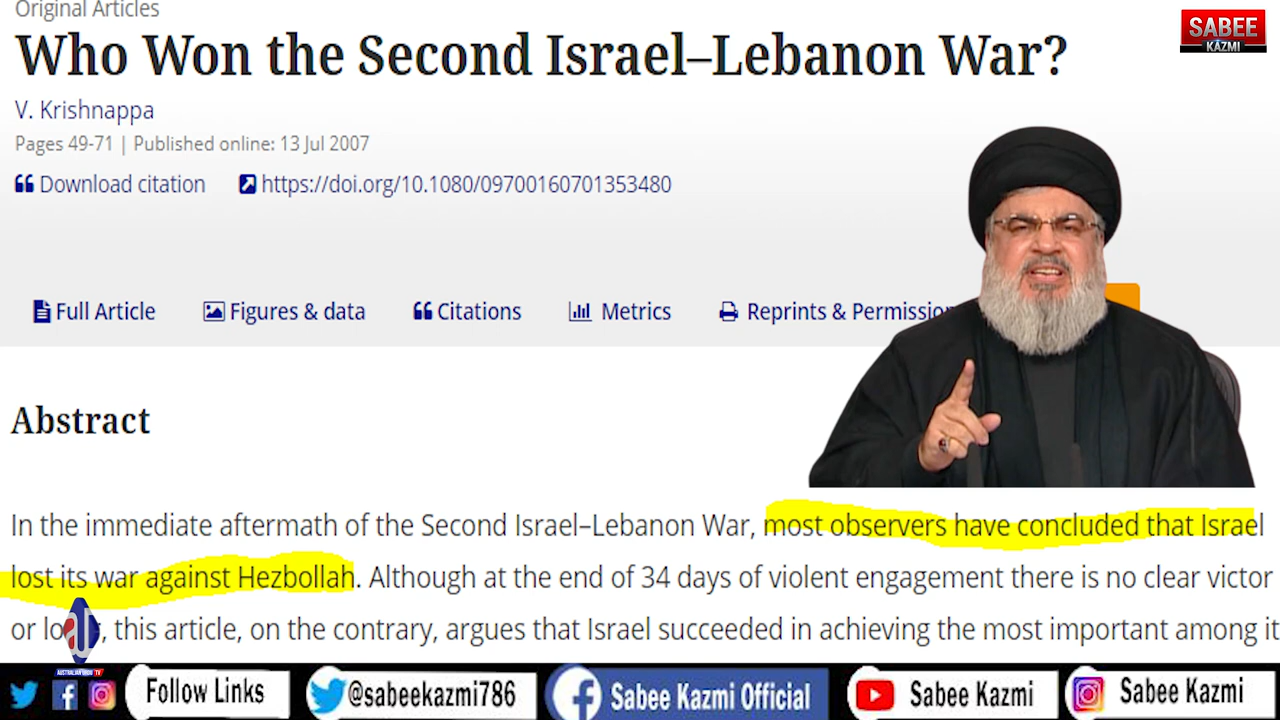 Original Articles
Who Won the Second Israel–Lebanon War?
SABEE
KAZMI
V. Krishnappa
Pages 49-71 | Published online: 13 Jul 2007
Download citation https://doi.org/10.1080/09700160701353480
Full Article Figures & data Citations Metrics Reprints & Permission
Abstract
In the immediate aftermath of the Second Israel–Lebanon War, most observers have concluded that Israel
lost its war against Hezbollah. Although at the end of 34 days of violent engagement there is no clear victor
or lo, this article, on the contrary, argues that Israel succeeded in achieving the most important among it
Follow Links @sabeekazmi786 Sabee Kazmi Official Sabee Kazmi Sabee Kazmi